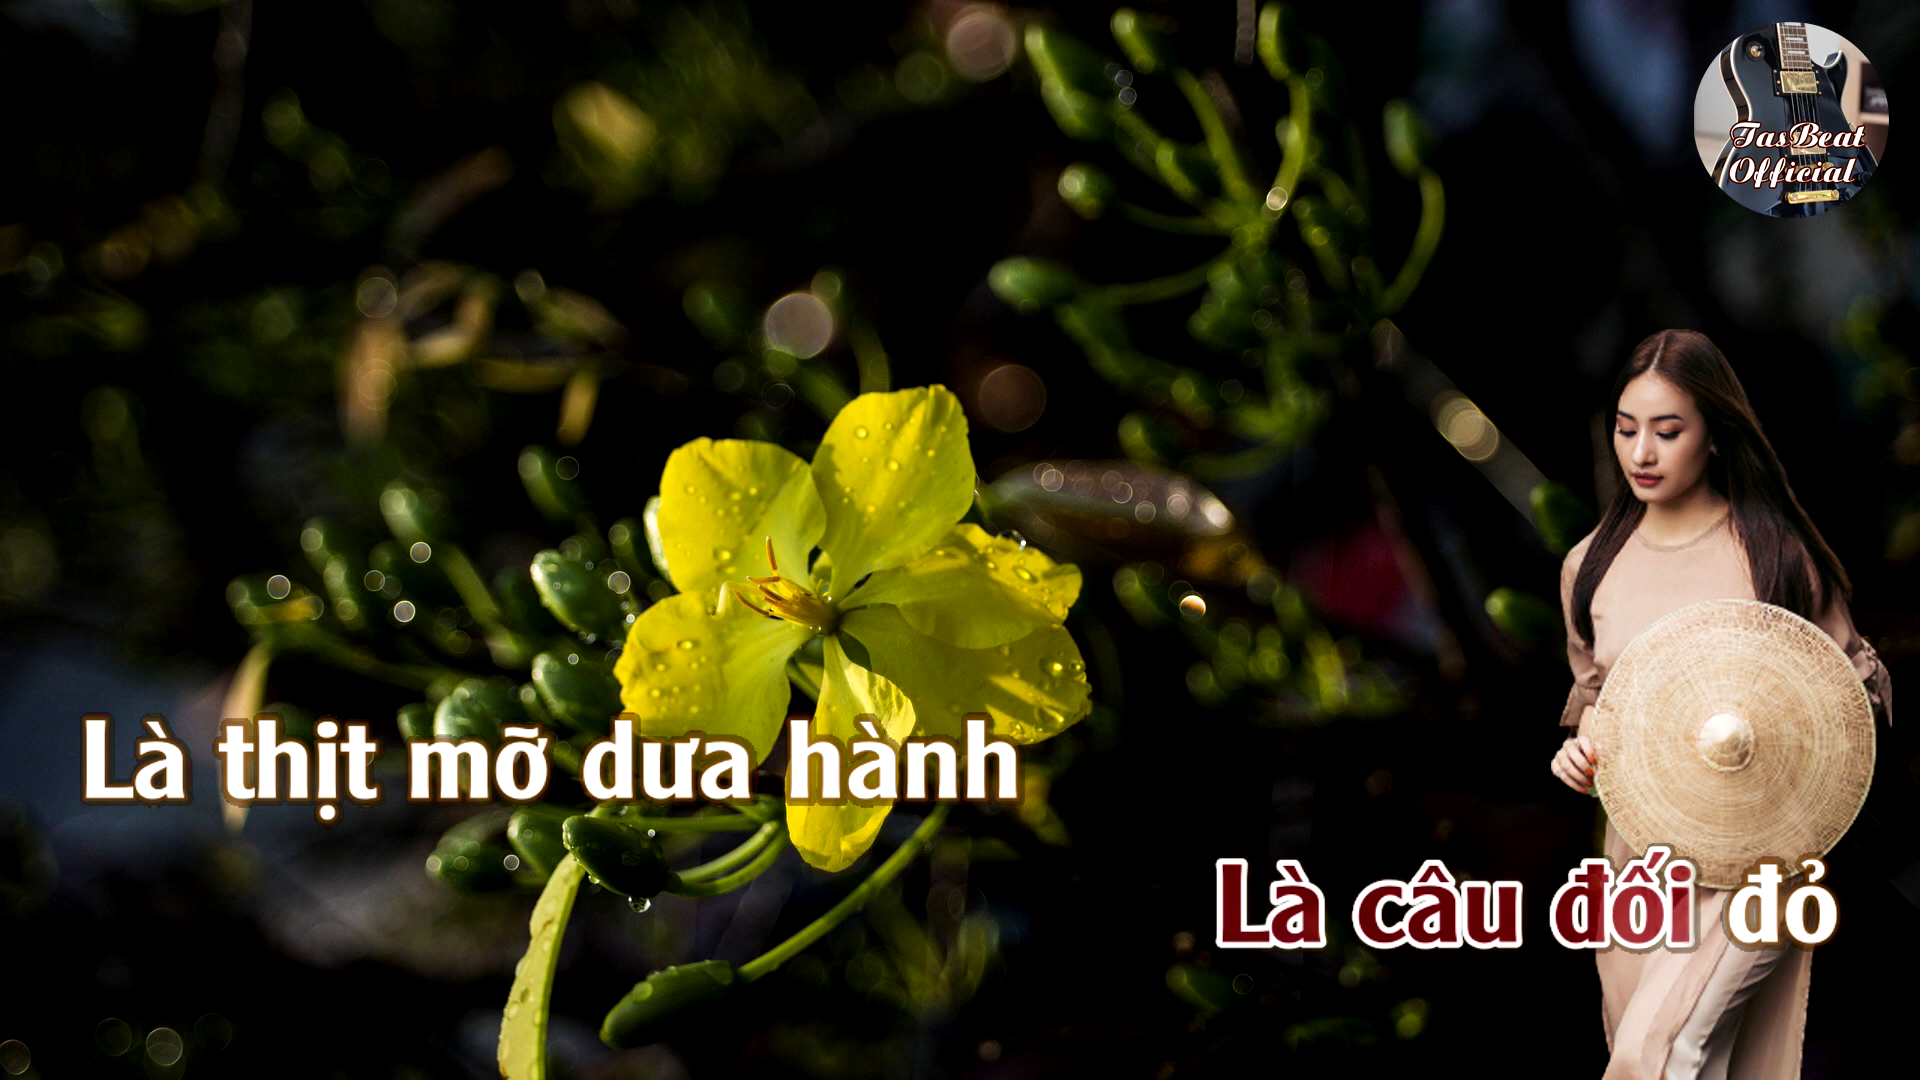 TasBeat
Official
Là thịt mỡ dưa hành
Là câu đối đỏ